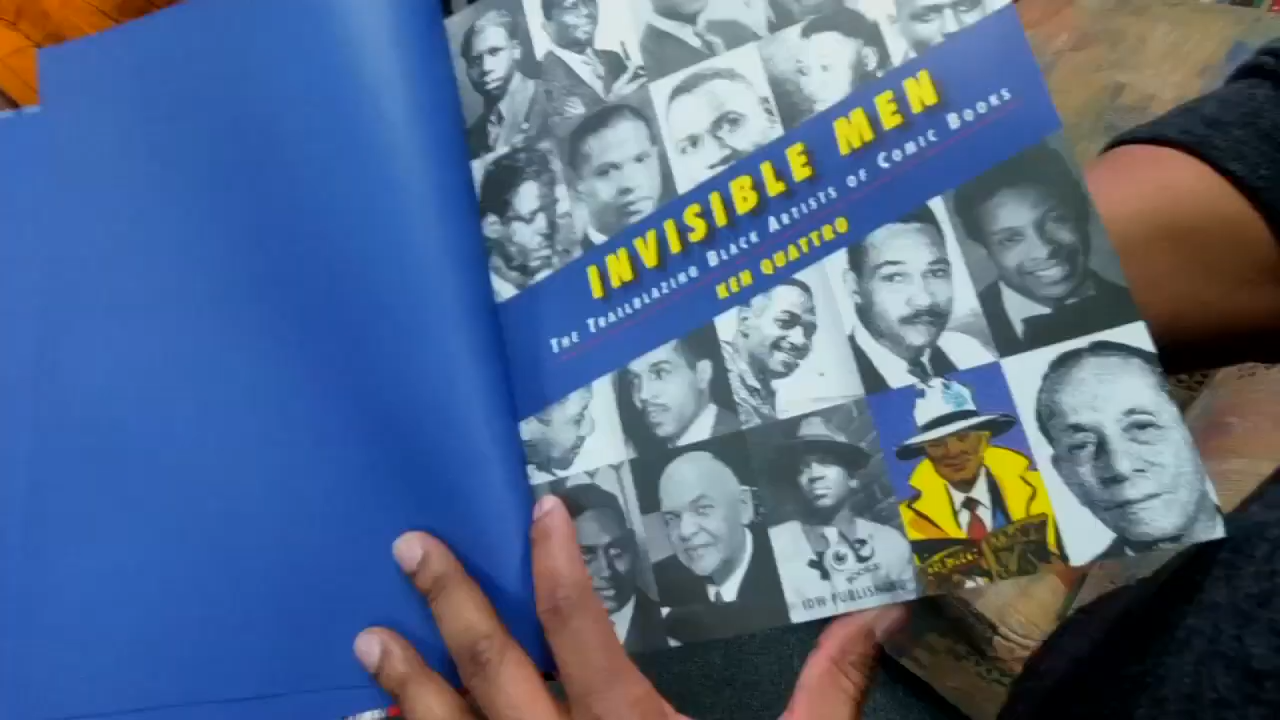 INVISIBLE MEN
THE TRAILBLAZING BLACK ARTISTS OF COMIC BOOKS
KEN QUATTRO
IDW PUBLISHING